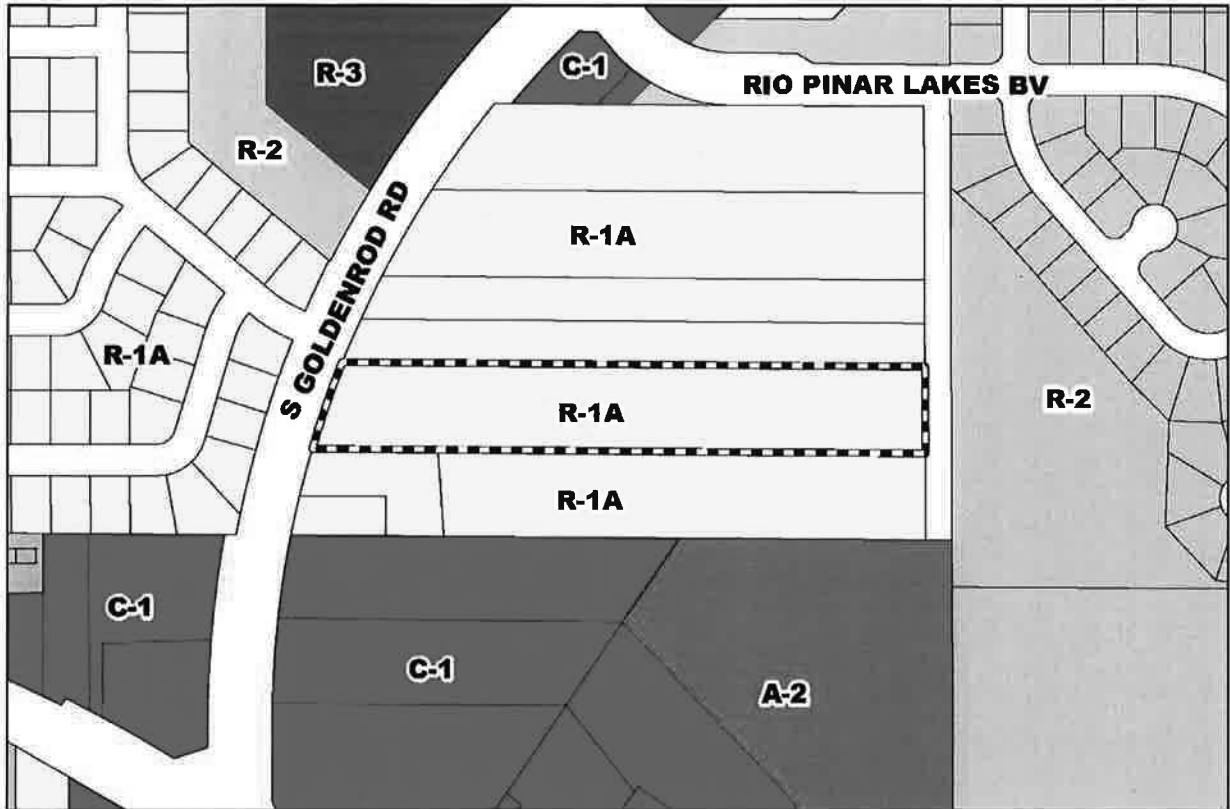 R-3
C-1
RIO PINAR LAKES BV
R-2
R-1A
S GOLDENROD RD
R-1A
R-1A
R-2
R-1A
C-1
C-1
A-2